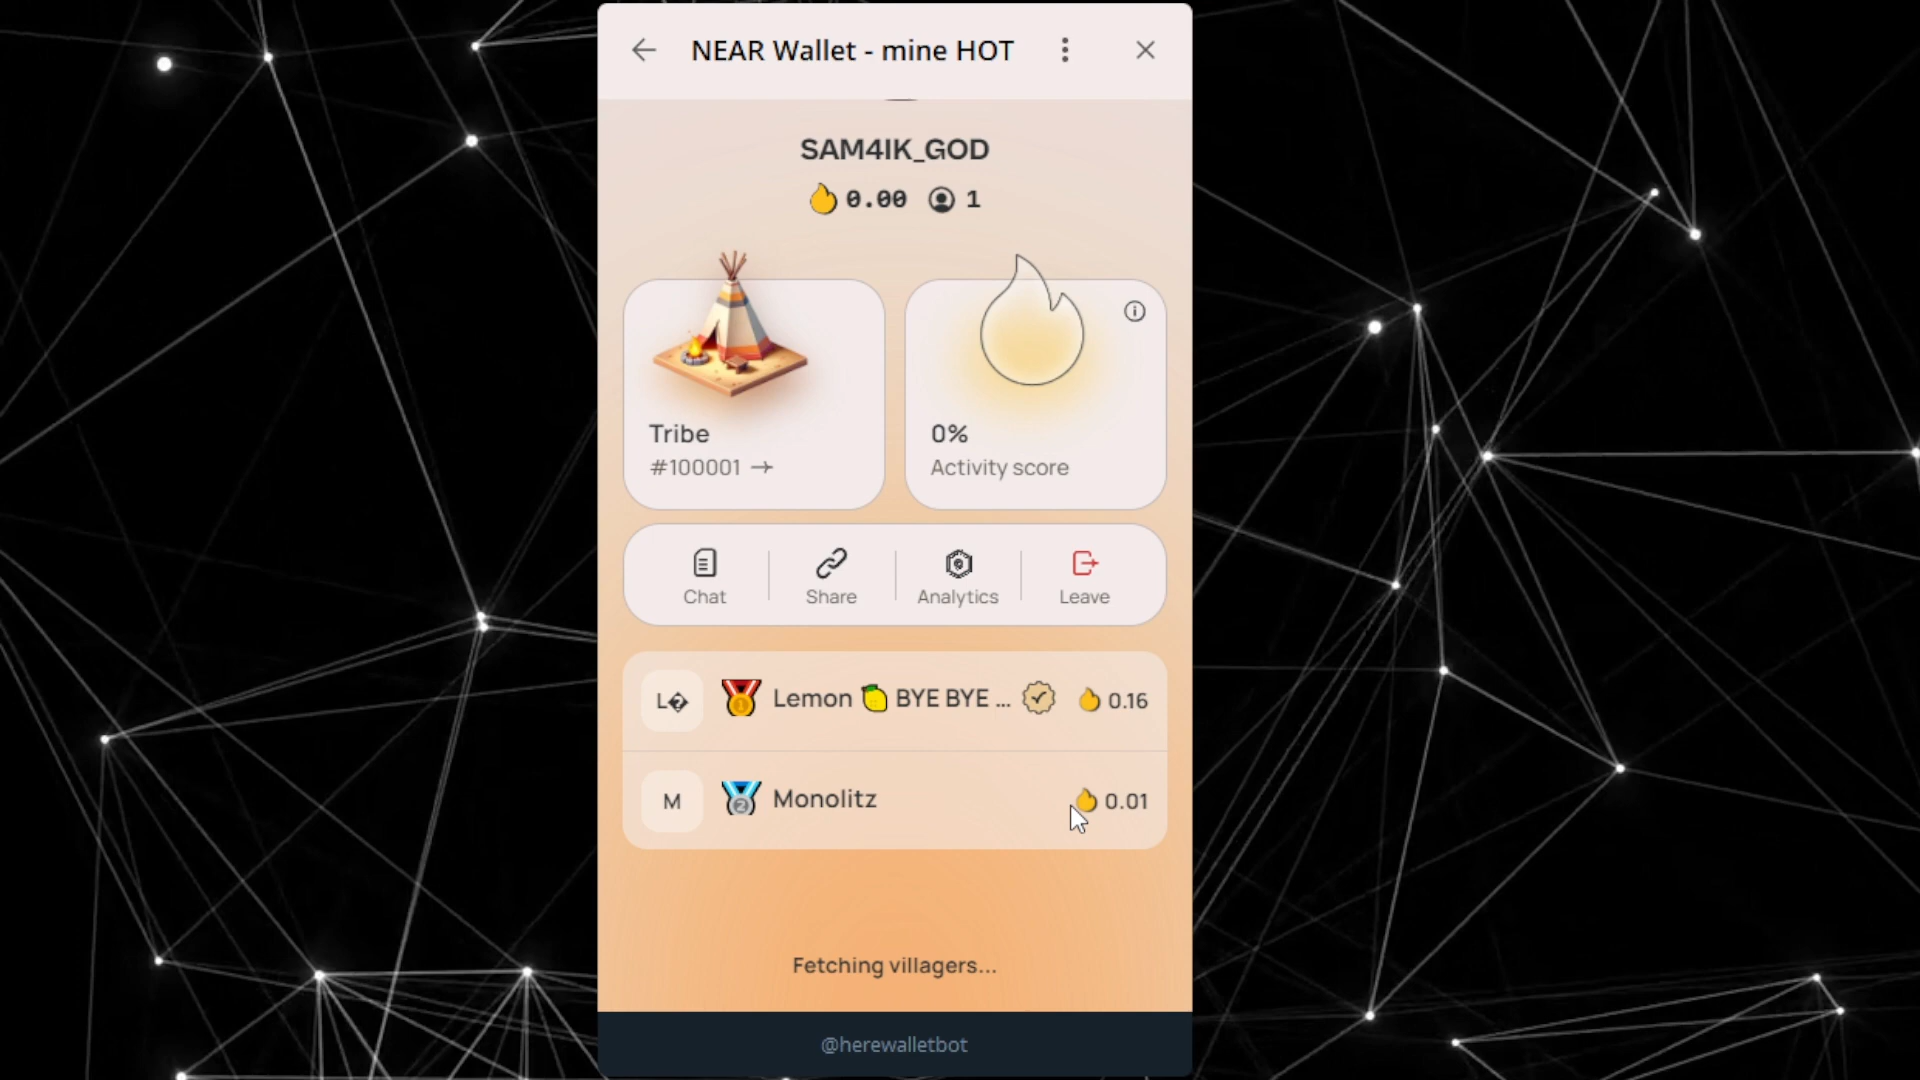 NEAR Wallet - mine HOT
SAM4IK_GOD
0.00 1
Tribe
#100001
0%
Activity score
Chat
Share
Analytics
Leave
L� Lemon 🍋 BYE BYE ... 0.16
M Monolitz 0.01
Fetching villagers...
@herewalletbot